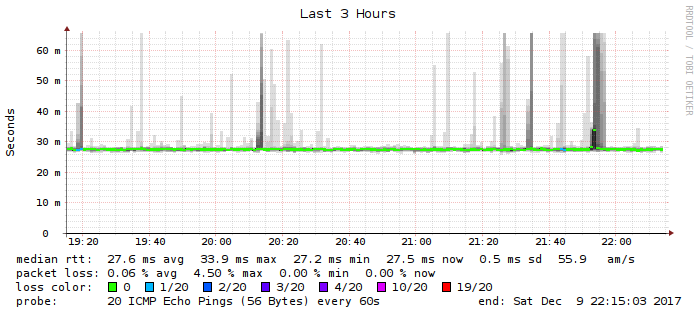 Last 3 Hours
RRDTOOL / TOBI OETIKER
Seconds
60 m
50 m
40 m
30 m
20 m
10 m
0
19:20 19:40 20:00 20:20 20:40 21:00 21:20 21:40 22:00
median rtt: 27.6 ms avg 33.9 ms max 27.2 ms min 27.5 ms now 0.5 ms sd 55.9 am/s
packet loss: 0.06 % avg 4.50 % max 0.00 % min 0.00 % now
loss color: 0 1/20 2/20 3/20 4/20 10/20 19/20
probe: 20 ICMP Echo Pings (56 Bytes) every 60s end: Sat Dec 9 22:15:03 2017